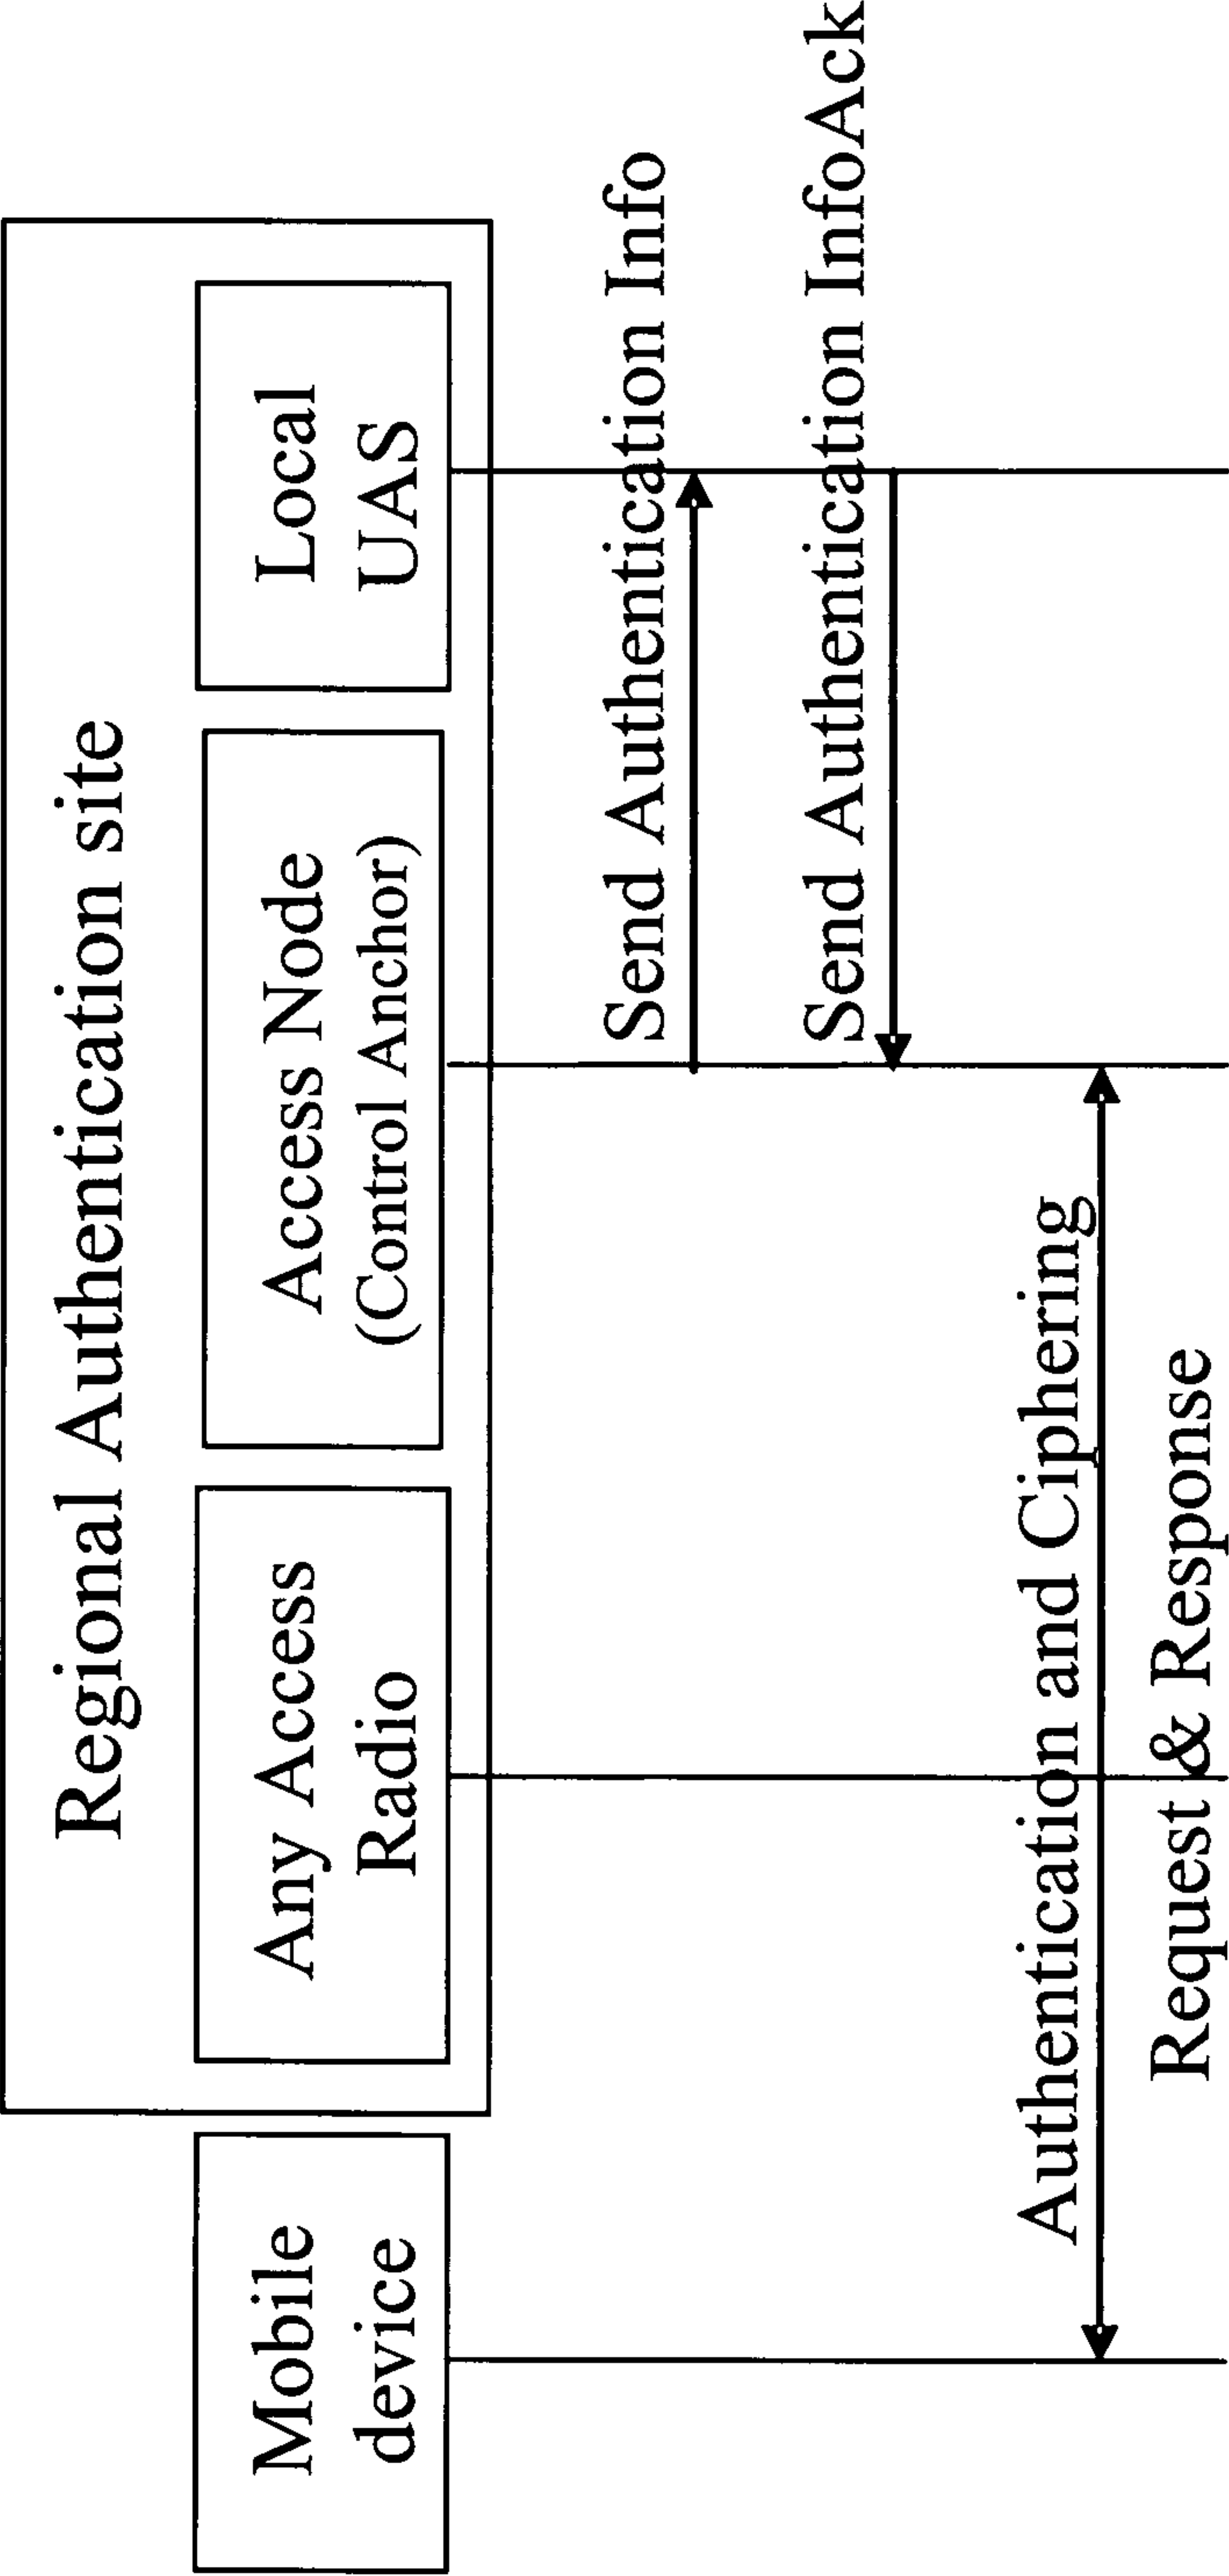 Regional Authentication site
Mobile
device
Any Access
Radio
Access Node
(Control Anchor)
Local
UAS
Send Authentication Info
Send Authentication InfoAck
Authentication and Ciphering
Request & Response